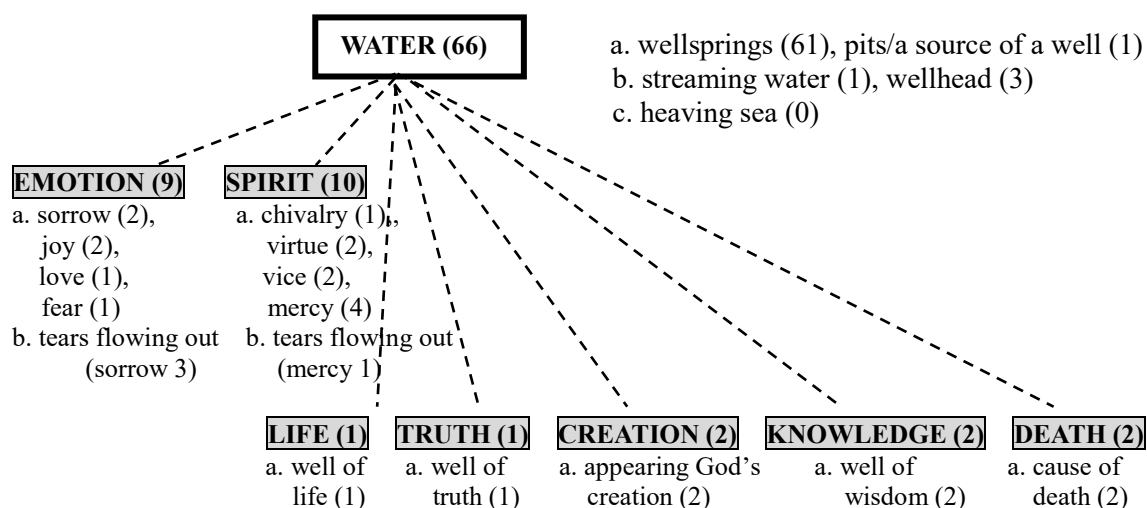 WATER (66)
a. wellsprings (61), pits/a source of a well (1)
b. streaming water (1), wellhead (3)
c. heaving sea (0)
EMOTION (9)
a. sorrow (2),
joy (2),
love (1),
fear (1)
b. tears flowing out
(sorrow 3)
SPIRIT (10)
a. chivalry (1),,
virtue (2),
vice (2),
mercy (4)
b. tears flowing out
(mercy 1)
LIFE (1)
a. well of
life (1)
TRUTH (1)
a. well of
truth (1)
CREATION (2)
a. appearing God’s
creation (2)
KNOWLEDGE (2)
a. well of
wisdom (2)
DEATH (2)
a. cause of
death (2)